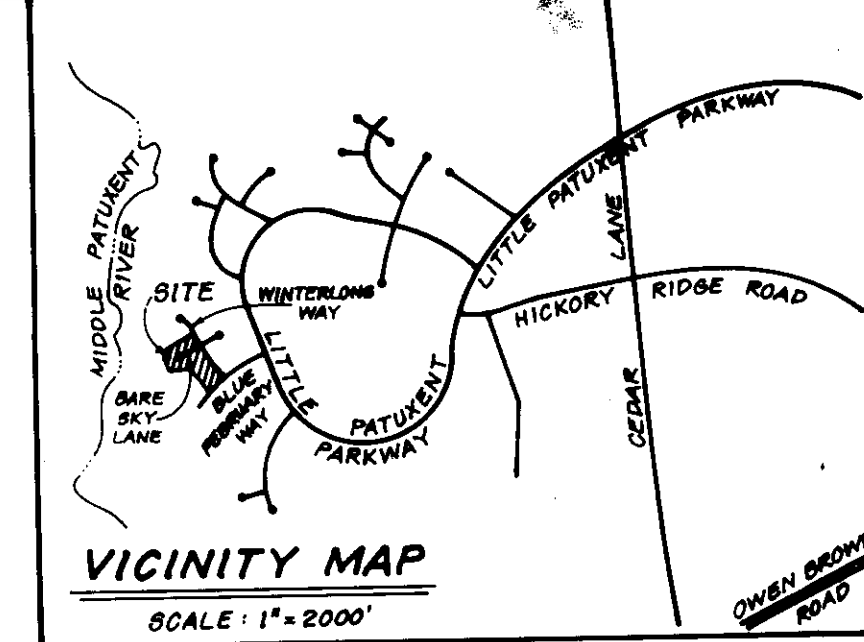 PARKWAY
LITTLE PATUXENT
LANE
MIDDLE PATUXENT
RIVER
SITE
WINTERLONG
WAY
HICKORY RIDGE ROAD
LITTLE
PATUXENT
PARKWAY
BARE
SKY
LANE
BLUE
FEBRUARY
WAY
CEDAR
VICINITY MAP
SCALE : 1"= 2000'
OWEN BROWN
ROAD